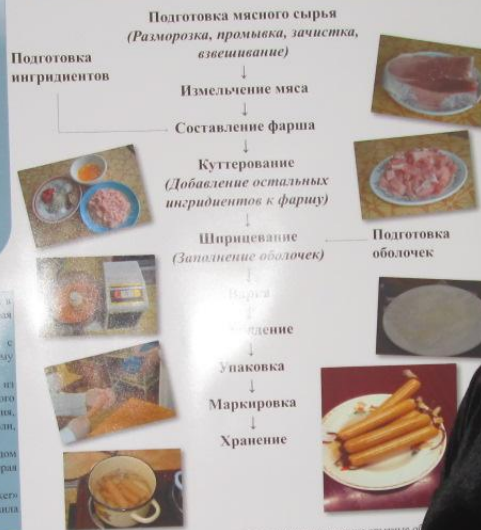 Подготовка мясного сырья
(Разморозка, промывка, зачистка,
взвешивание)
Подготовка
ингридиентов
Измельчение мяса
Составление фарша
Куттерование
(Добавление остальных
ингридиентов к фаршу)
Шприцевание
(Заполнение оболочек)
Подготовка
оболочек
Варка
Упаковка
Маркировка
Хранение